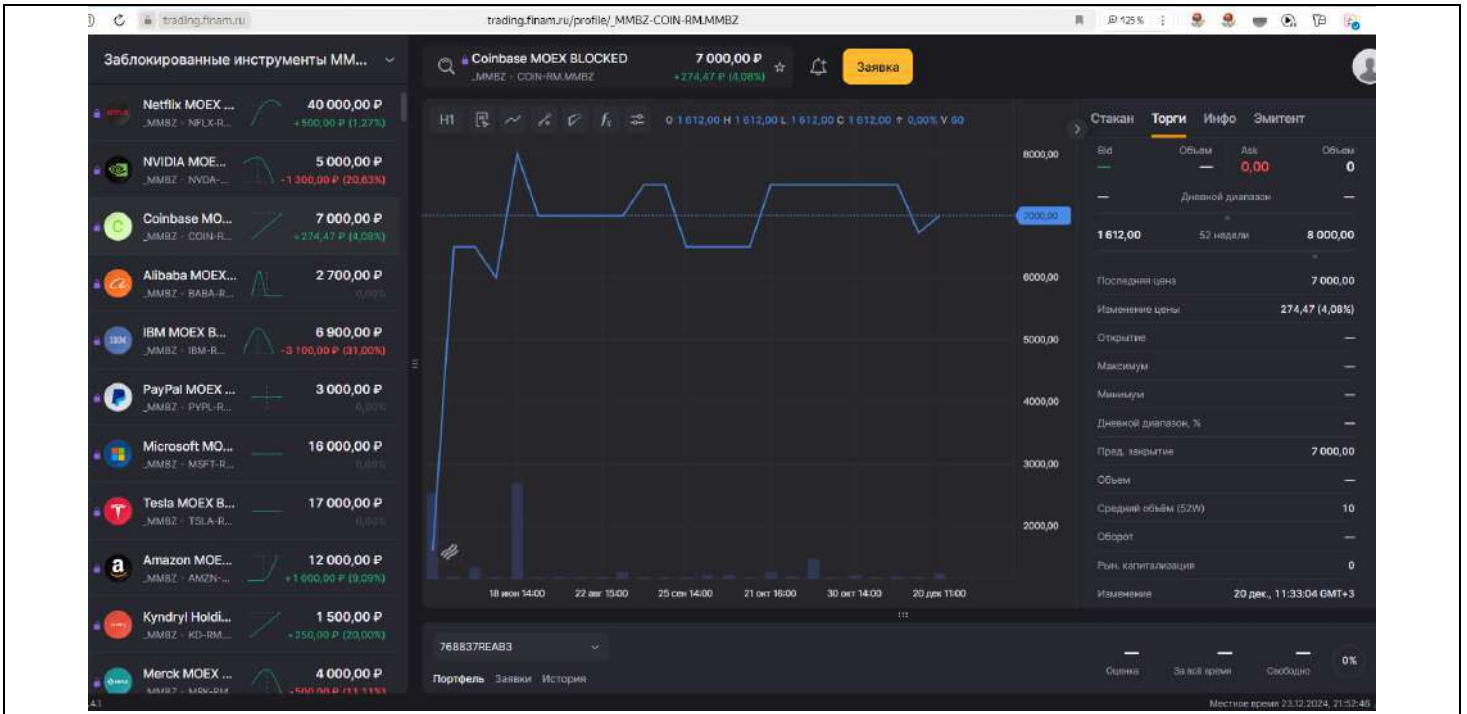 trading.finam.ru
trading.finam.ru/profile/_MMBZ-COIN-RM.MMBZ
125 %
Заблокированные инструменты ММ...
Coinbase MOEX BLOCKED
_MMBZ · COIN-RM.MMBZ
7 000,00 ₽
+274,47 ₽ (4,08%)
Заявка
Netflix MOEX ...
40 000,00 ₽
_MMBZ · NFLX-R...
+500,00 ₽ (1,27%)
NVIDIA MOE...
5 000,00 ₽
_MMBZ · NVDA-...
-1 300,00 ₽ (20,63%)
Coinbase MO...
7 000,00 ₽
_MMBZ · COIN-R...
+274,47 ₽ (4,08%)
Alibaba MOEX...
2 700,00 ₽
_MMBZ · BABA-R...
0,00%
IBM MOEX B...
6 900,00 ₽
_MMBZ · IBM-R...
-3 100,00 ₽ (31,00%)
PayPal MOEX ...
3 000,00 ₽
_MMBZ · PYPL-R...
0,00%
Microsoft MO...
16 000,00 ₽
_MMBZ · MSFT-R...
0,00%
Tesla MOEX B...
17 000,00 ₽
_MMBZ · TSLA-R...
0,00%
Amazon MOE...
12 000,00 ₽
_MMBZ · AMZN-...
+1 000,00 ₽ (9,09%)
Kyndryl Holdi...
1 500,00 ₽
_MMBZ · KD-RM...
+250,00 ₽ (20,00%)
Merck MOEX ...
4 000,00 ₽
_MMBZ · MRK-RM
-500,00 ₽ (11,11%)
H1
O 1 612,00 H 1 612,00 L 1 612,00 C 1 612,00 ↑ 0,00% V 60
8000,00
7000,00
6000,00
5000,00
4000,00
3000,00
2000,00
18 июн 14:00
22 авг 15:00
25 сен 14:00
21 окт 16:00
30 окт 14:00
20 дек 11:00
Стакан Торги Инфо Эмитент
Bid Объем Ask Объем
— — 0,00 0
— Дневной диапазон —
1 612,00 52 недели 8 000,00
Последняя цена 7 000,00
Изменение цены 274,47 (4,08%)
Открытие —
Максимум —
Минимум —
Дневной диапазон, % —
Пред. закрытие 7 000,00
Объем —
Средний объём (52W) 10
Оборот —
Рын. капитализация 0
Изменение 20 дек., 11:33:04 GMT+3
768837REAB3
Портфель Заявки История
— — — 0%
Оценка За всё время Свободно
.4.1
Местное время 23.12.2024, 21:52:46